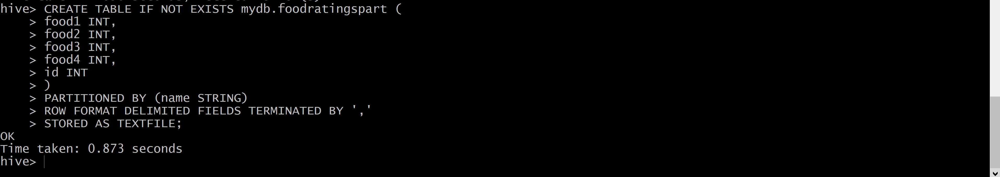 hive> CREATE TABLE IF NOT EXISTS mydb.foodratingspart (
    > food1 INT,
    > food2 INT,
    > food3 INT,
    > food4 INT,
    > id INT
    > )
    > PARTITIONED BY (name STRING)
    > ROW FORMAT DELIMITED FIELDS TERMINATED BY ','
    > STORED AS TEXTFILE;
OK
Time taken: 0.873 seconds
hive>